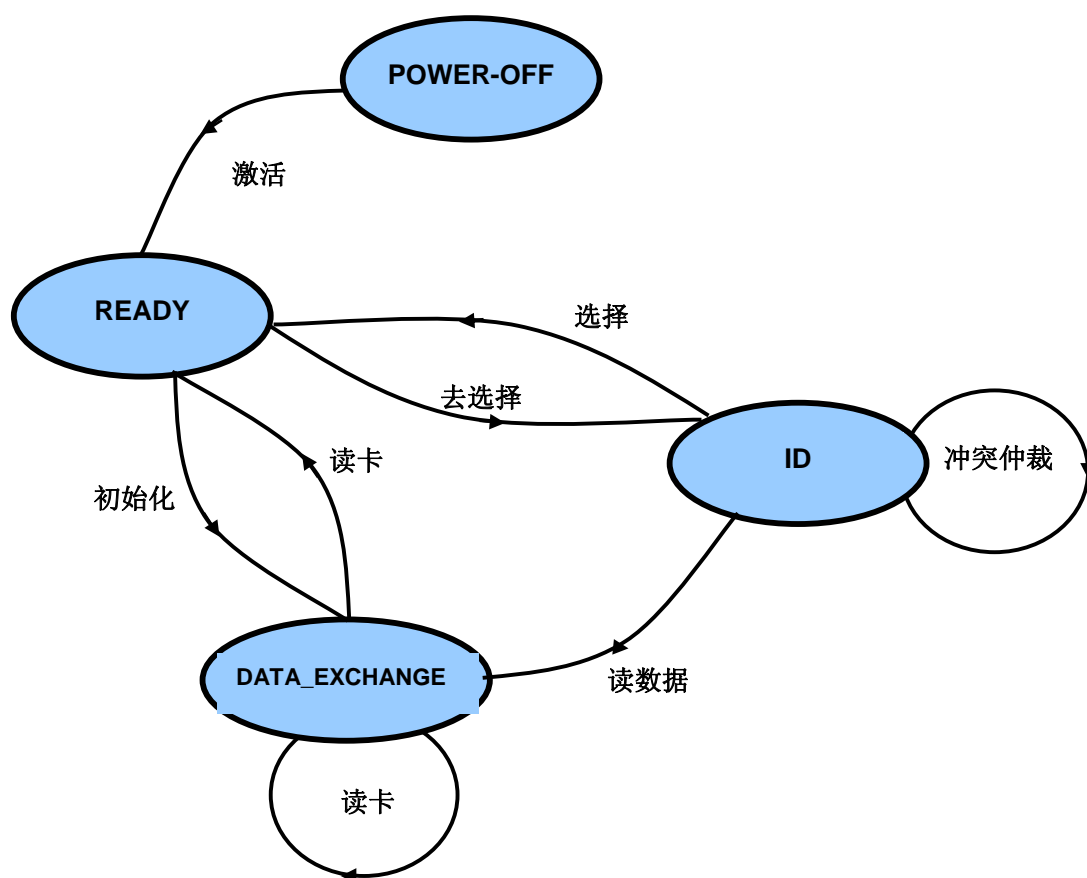 POWER-OFF
激活
READY
选择
去选择
ID
冲突仲裁
读卡
初始化
DATA_EXCHANGE
读数据
读卡